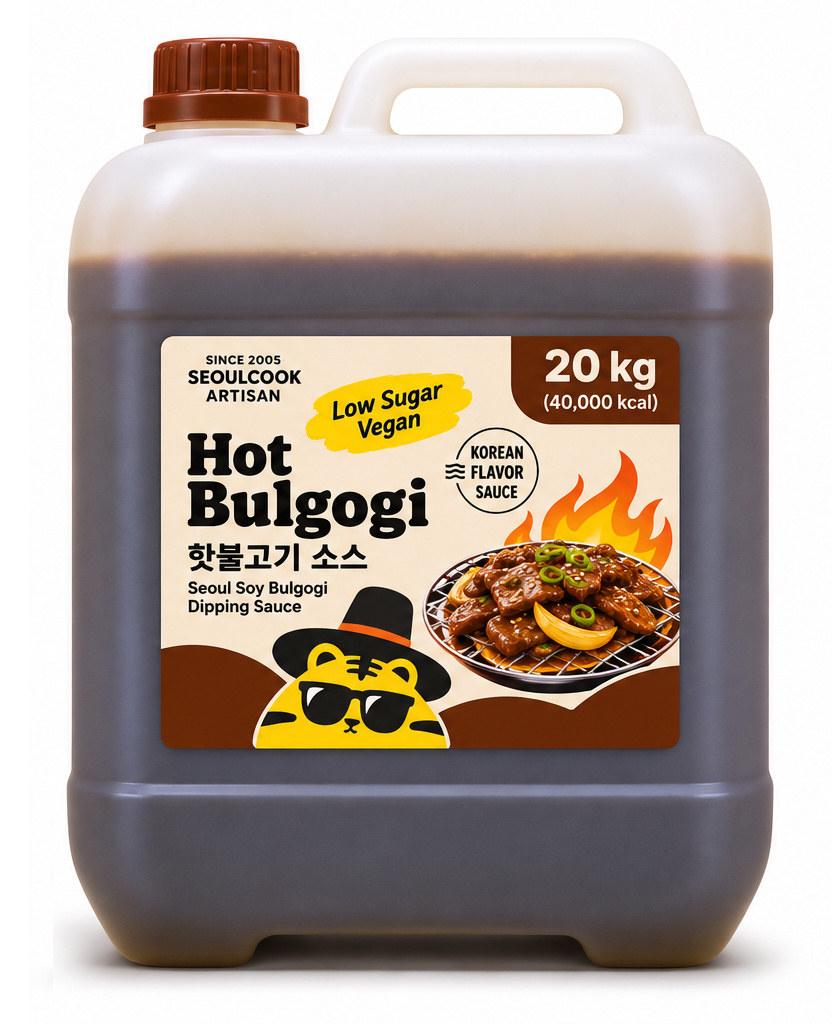 SINCE 2005
SEOULCOOK
ARTISAN
Low Sugar
Vegan
20 kg
(40,000 kcal)
Hot
Bulgogi
핫불고기 소스
Seoul Soy Bulgogi
Dipping Sauce
KOREAN
FLAVOR
SAUCE